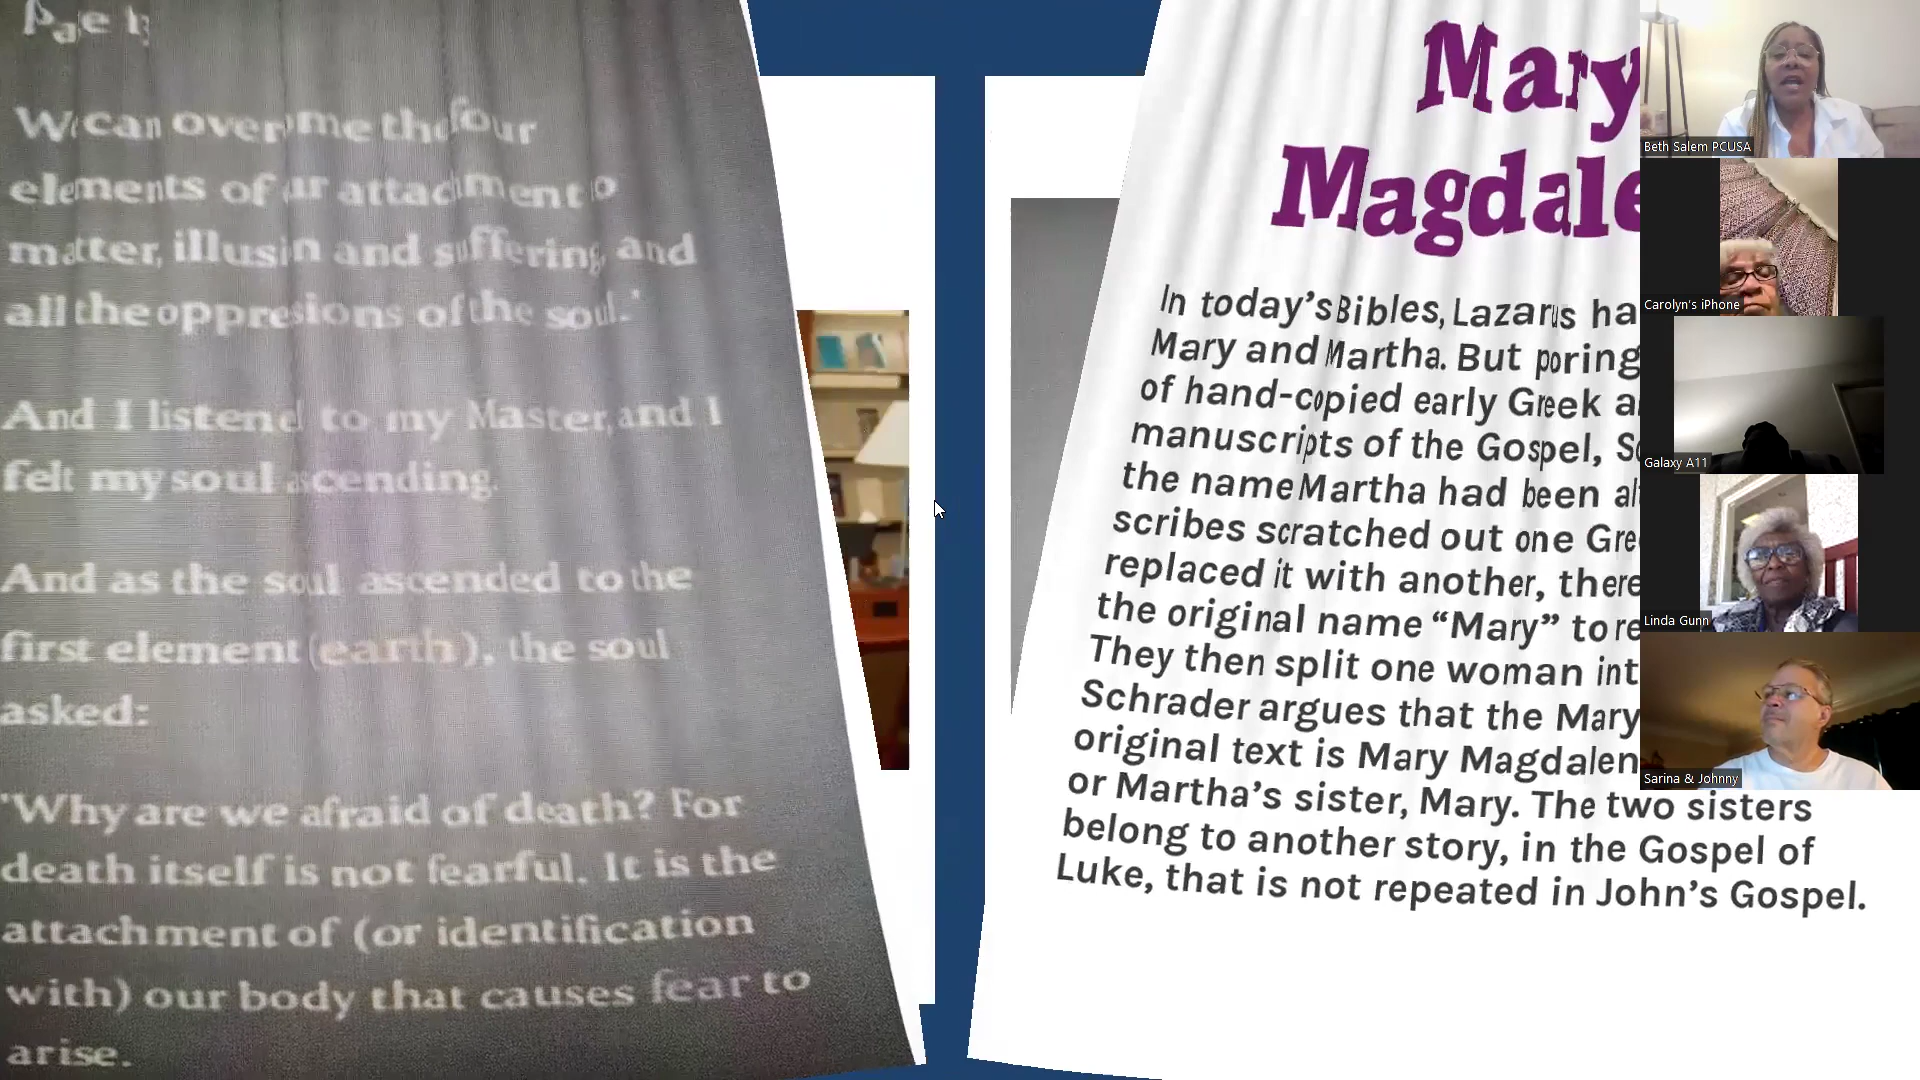 Page
We can overcome the four
elements of our attachment to
matter, illusion and suffering, and
all the oppressions of the soul.'
And I listened to my Master, and I
felt my soul ascending.
And as the soul ascended to the
first element (earth), the soul
asked:
'Why are we afraid of death? For
death itself is not fearful. It is the
attachment of (or identification
with) our body that causes fear to
arise.
Mary
Magdale
In today's Bibles, Lazarus ha
Mary and Martha. But poring
of hand-copied early Greek a
manuscripts of the Gospel, S
the name Martha had been al
scribes scratched out one Gre
replaced it with another, there
the original name “Mary” to re
They then split one woman int
Schrader argues that the Mary
original text is Mary Magdalen
or Martha's sister, Mary. The two sisters
belong to another story, in the Gospel of
Luke, that is not repeated in John's Gospel.
Beth Salem PCUSA
Carolyn's iPhone
Galaxy A11
Linda Gunn
Sarina & Johnny